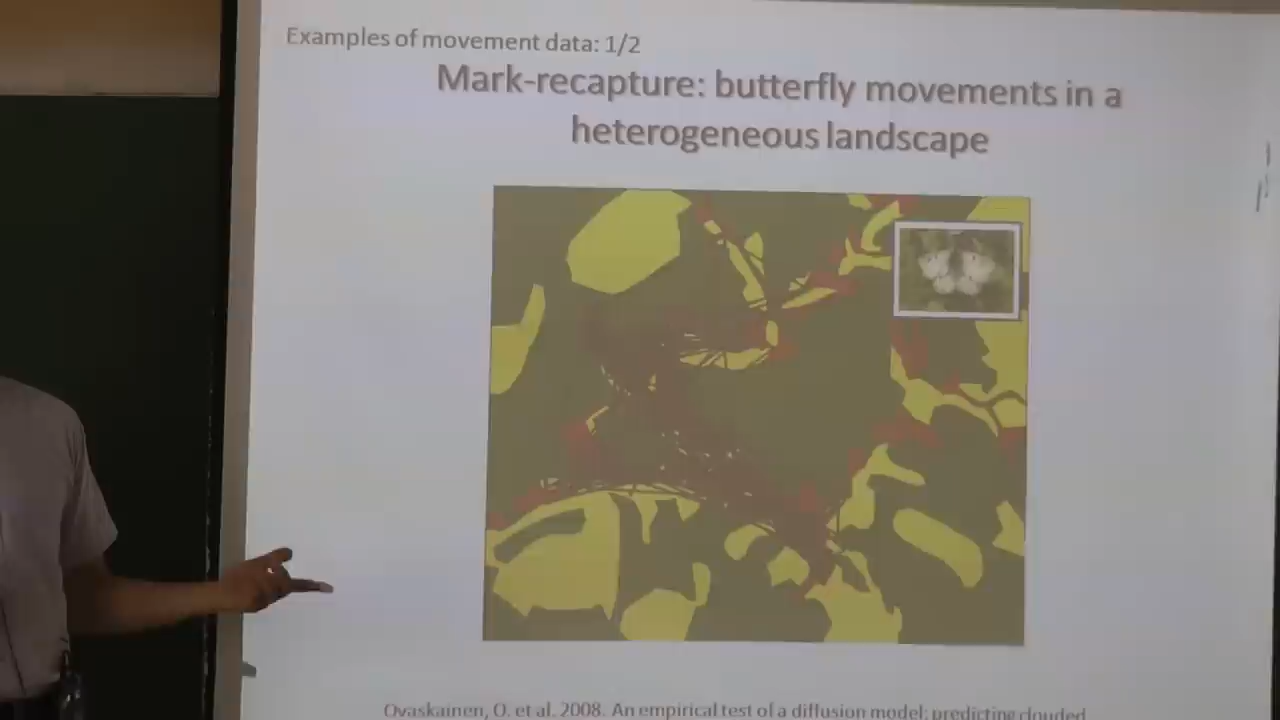 Examples of movement data: 1/2
Mark-recapture: butterfly movements in a
heterogeneous landscape
Ovaskainen, O. et al. 2008. An empirical test of a diffusion model: predicting clouded